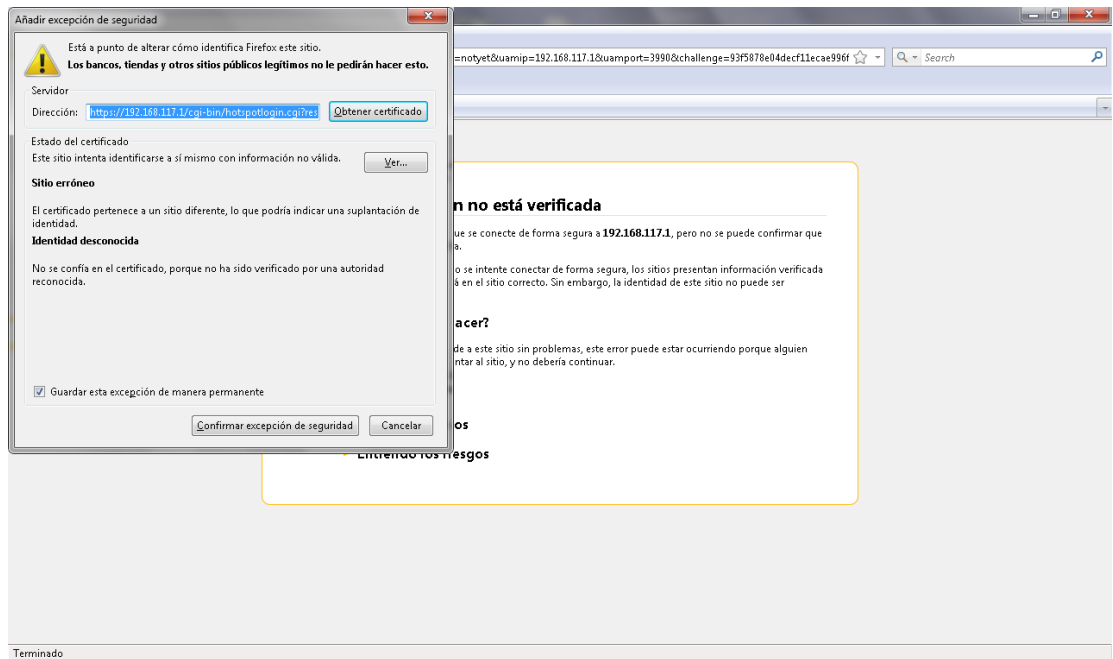 Añadir excepción de seguridad
Está a punto de alterar cómo identifica Firefox este sitio.
Los bancos, tiendas y otros sitios públicos legítimos no le pedirán hacer esto.
Servidor
Dirección: https://192.168.117.1/cgi-bin/hotspotlogin.cgi?res Obtener certificado
Estado del certificado
Este sitio intenta identificarse a sí mismo con información no válida. Ver...
Sitio erróneo
El certificado pertenece a un sitio diferente, lo que podría indicar una suplantación de
identidad.
Identidad desconocida
No se confía en el certificado, porque no ha sido verificado por una autoridad
reconocida.
Guardar esta excepción de manera permanente
Confirmar excepción de seguridad Cancelar
=notyet&uamip=192.168.117.1&uamport=3990&challenge=93f5878e04decf11ecae996f Search
n no está verificada
ue se conecte de forma segura a 192.168.117.1, pero no se puede confirmar que
a.
o se intente conectar de forma segura, los sitios presentan información verificada
á en el sitio correcto. Sin embargo, la identidad de este sitio no puede ser
acer?
de a este sitio sin problemas, este error puede estar ocurriendo porque alguien
ntar al sitio, y no debería continuar.
os
Entiendo los riesgos
Terminado